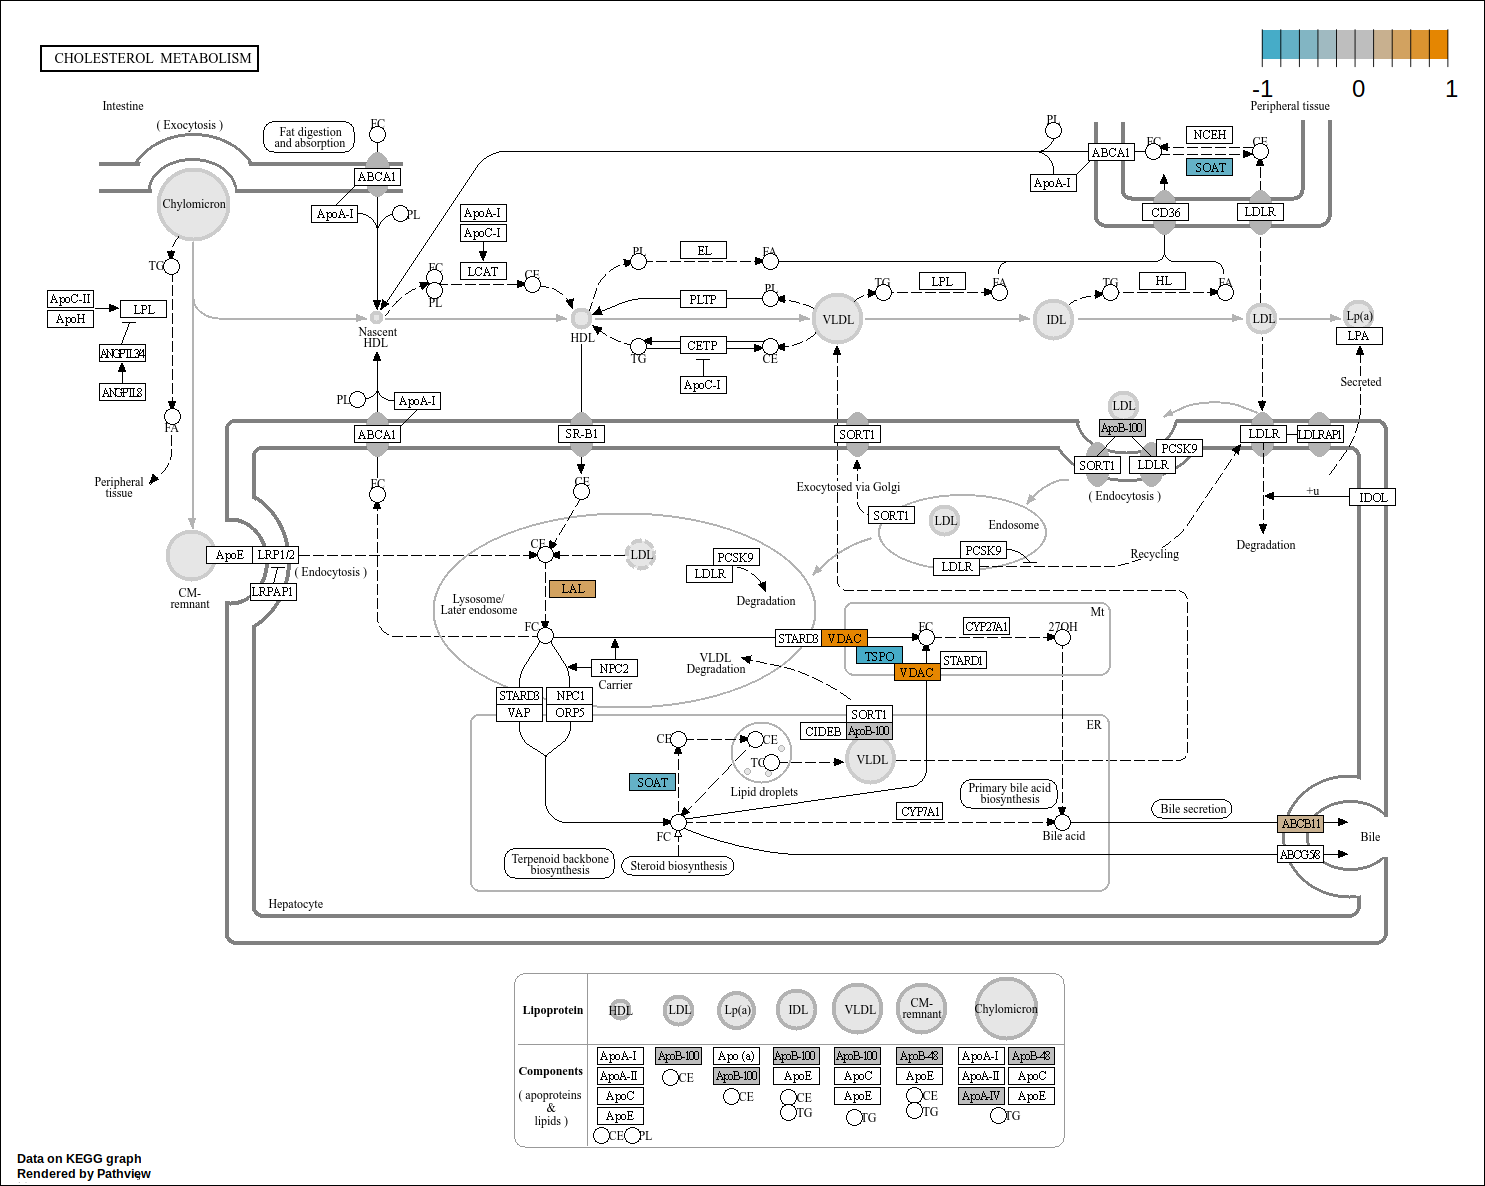 CHOLESTEROL METABOLISM
-1 0 1
Intestine
Peripheral tissue
( Exocytosis )
Fat digestion
and absorption
FC
PL
NCEH
FC
CE
ABCA1
SOAT
ABCA1
ApoA-I
Chylomicron
ApoA-I
PL
ApoA-I
ApoC-I
CD36
LDLR
LCAT
PL
EL
FA
TG
FC
CE
PL
TG
LPL
FA
TG
HL
FA
ApoC-II
ApoH
LPL
PLTP
PL
Nascent
HDL
HDL
VLDL
IDL
LDL
Lp(a)
LPA
ANGPTL3/4
TG
CETP
CE
ANGPTL8
ApoC-I
Secreted
PL
ApoA-I
LDL
FA
ABCA1
SR-B1
SORT1
ApoB-100
LDLR
LDLRAP1
PCSK9
SORT1
LDLR
Peripheral
tissue
FC
CE
Exocytosed via Golgi
( Endocytosis )
+u
IDOL
SORT1
LDL
Endosome
Degradation
ApoE
LRP1/2
CE
LDL
PCSK9
LDLR
PCSK9
LDLR
Recycling
( Endocytosis )
LRPAP1
CM-
remnant
LAL
Degradation
Lysosome/
Later endosome
Mt
FC
STARD3
VDAC
FC
CYP27A1
27OH
TSPO
STARD1
VDAC
NPC2
Carrier
VLDL
Degradation
STARD3
NPC1
VAP
ORP5
SORT1
CIDEB
ApoB-100
ER
CE
CE
TG
VLDL
SOAT
Lipid droplets
Primary bile acid
biosynthesis
CYP7A1
Bile secretion
FC
Bile acid
ABCB11
Bile
ABCG5/8
Terpenoid backbone
biosynthesis
Steroid biosynthesis
Hepatocyte
Lipoprotein
HDL
LDL
Lp(a)
IDL
VLDL
CM-
remnant
Chylomicron
Components
( apoproteins
&
lipids )
ApoA-I
ApoA-II
ApoC
ApoE
CE PL
ApoB-100
CE
Apo (a)
ApoB-100
CE
ApoB-100
ApoE
CE
TG
ApoB-100
ApoC
ApoE
TG
ApoB-48
ApoE
CE
TG
ApoA-I ApoB-48
ApoA-II ApoC
ApoA-IV ApoE
TG
Data on KEGG graph
Rendered by Pathview